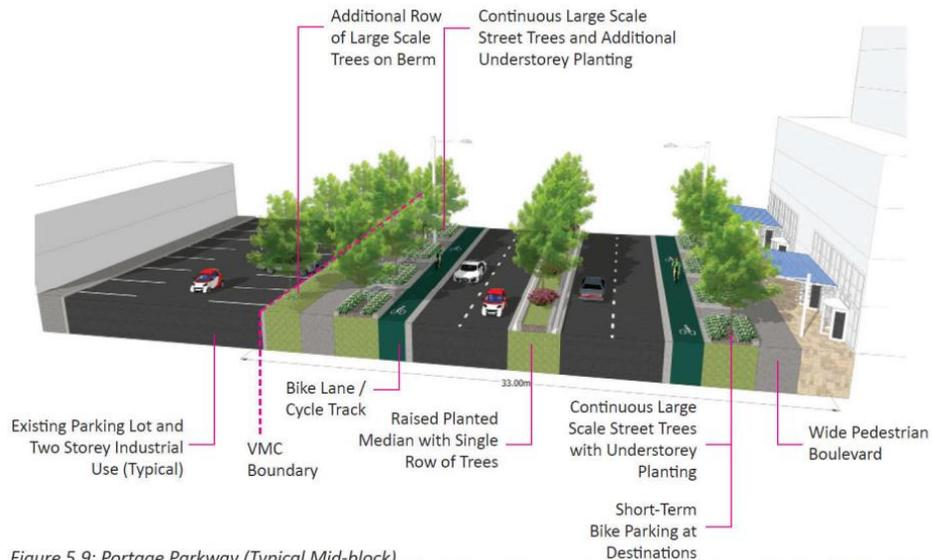 Additional Row
of Large Scale
Trees on Berm
Continuous Large Scale
Street Trees and Additional
Understorey Planting
33.00m
Existing Parking Lot and
Two Storey Industrial
Use (Typical)
VMC
Boundary
Bike Lane /
Cycle Track
Raised Planted
Median with Single
Row of Trees
Continuous Large
Scale Street Trees
with Understorey
Planting
Short-Term
Bike Parking at
Destinations
Wide Pedestrian
Boulevard
Figure 5.9: Portage Parkway (Typical Mid-block)